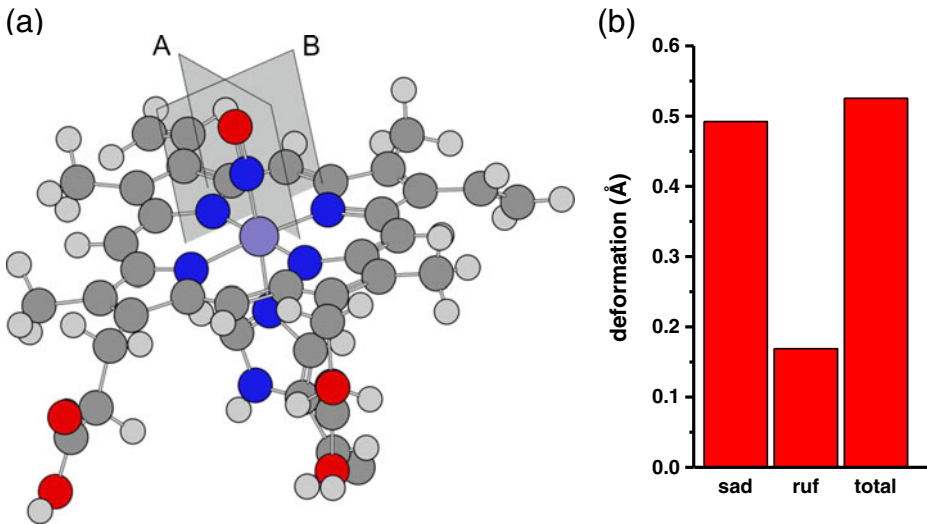 (a)
A
B
(b)
deformation (Å)
0.6
0.5
0.4
0.3
0.2
0.1
0.0
sad
ruf
total